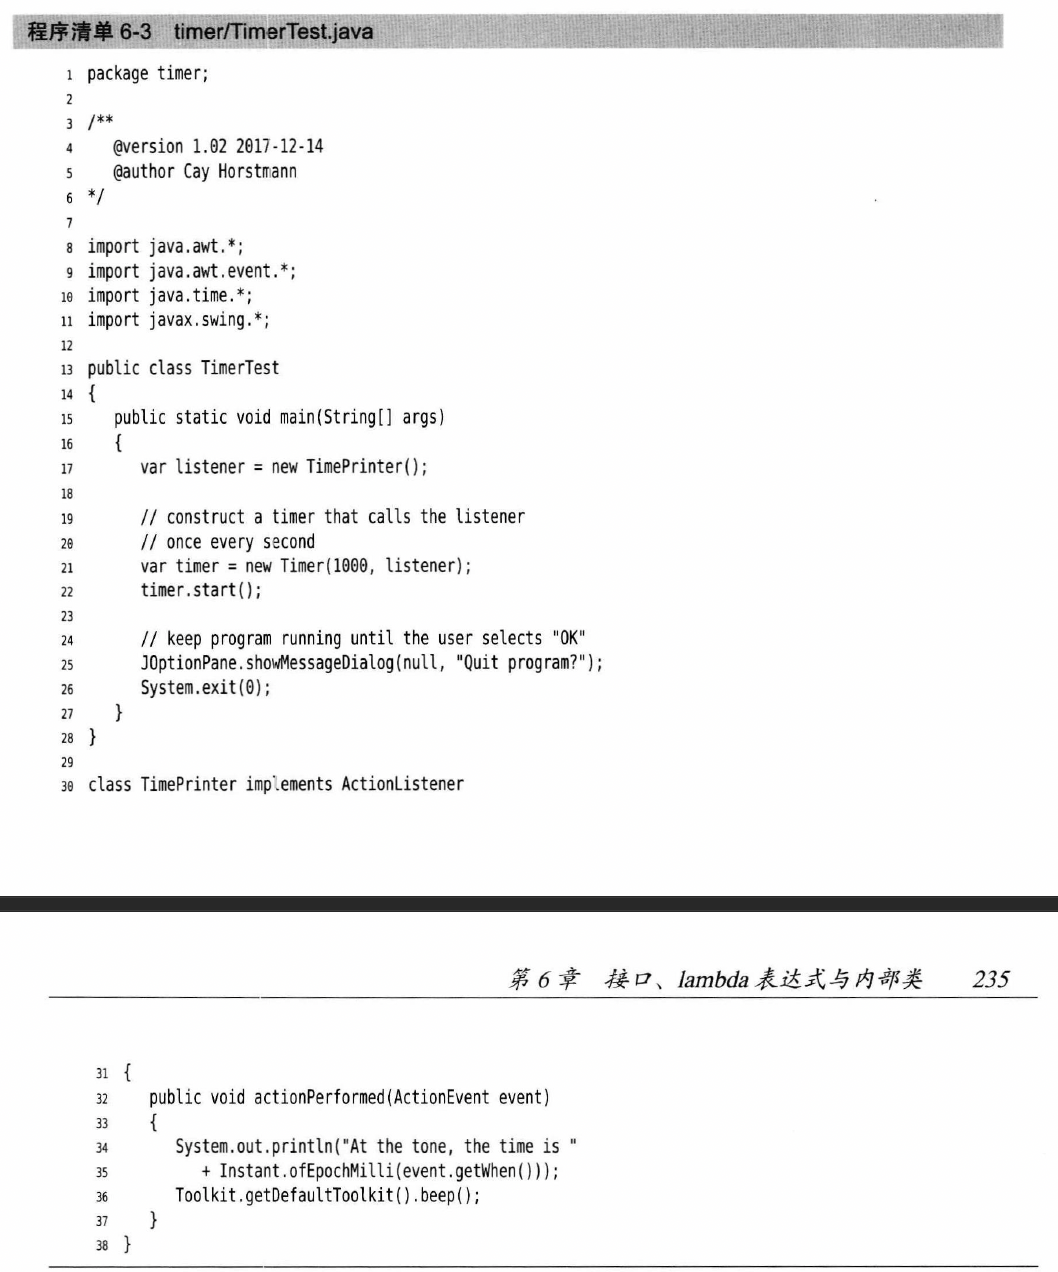 程序清单 6-3 timer/TimerTest.java
1 package timer;
2
3 /**
4    @version 1.02 2017-12-14
5    @author Cay Horstmann
6 */
7
8 import java.awt.*;
9 import java.awt.event.*;
10 import java.time.*;
11 import javax.swing.*;
12
13 public class TimerTest
14 {
15    public static void main(String[] args)
16    {
17       var listener = new TimePrinter();
18
19       // construct a timer that calls the listener
20       // once every second
21       var timer = new Timer(1000, listener);
22       timer.start();
23
24       // keep program running until the user selects "OK"
25       JOptionPane.showMessageDialog(null, "Quit program?");
26       System.exit(0);
27    }
28 }
29
30 class TimePrinter implements ActionListener
第 6 章 接口、lambda 表达式与内部类 235
31 {
32    public void actionPerformed(ActionEvent event)
33    {
34       System.out.println("At the tone, the time is "
35          + Instant.ofEpochMilli(event.getWhen()));
36       Toolkit.getDefaultToolkit().beep();
37    }
38 }